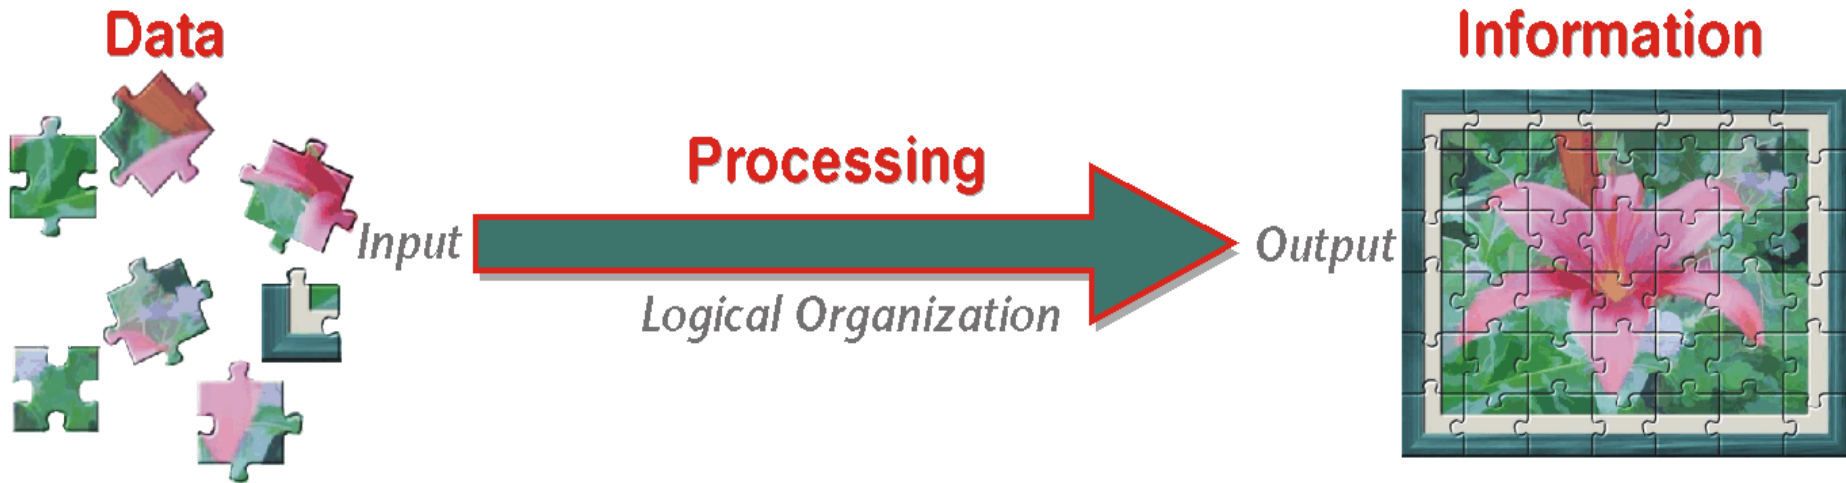 Data
Information
Processing
Input
Output
Logical Organization